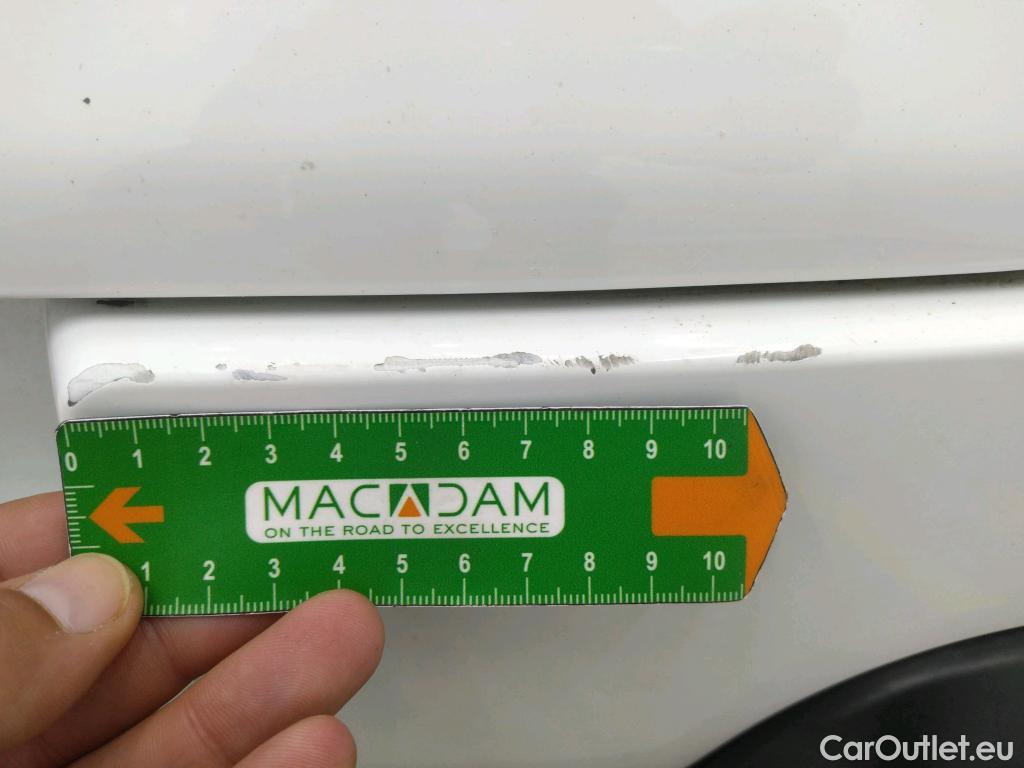 0 1 2 3 4 5 6 7 8 9 10
MACADAM
ON THE ROAD TO EXCELLENCE
1 2 3 4 5 6 7 8 9 10
CarOutlet.eu